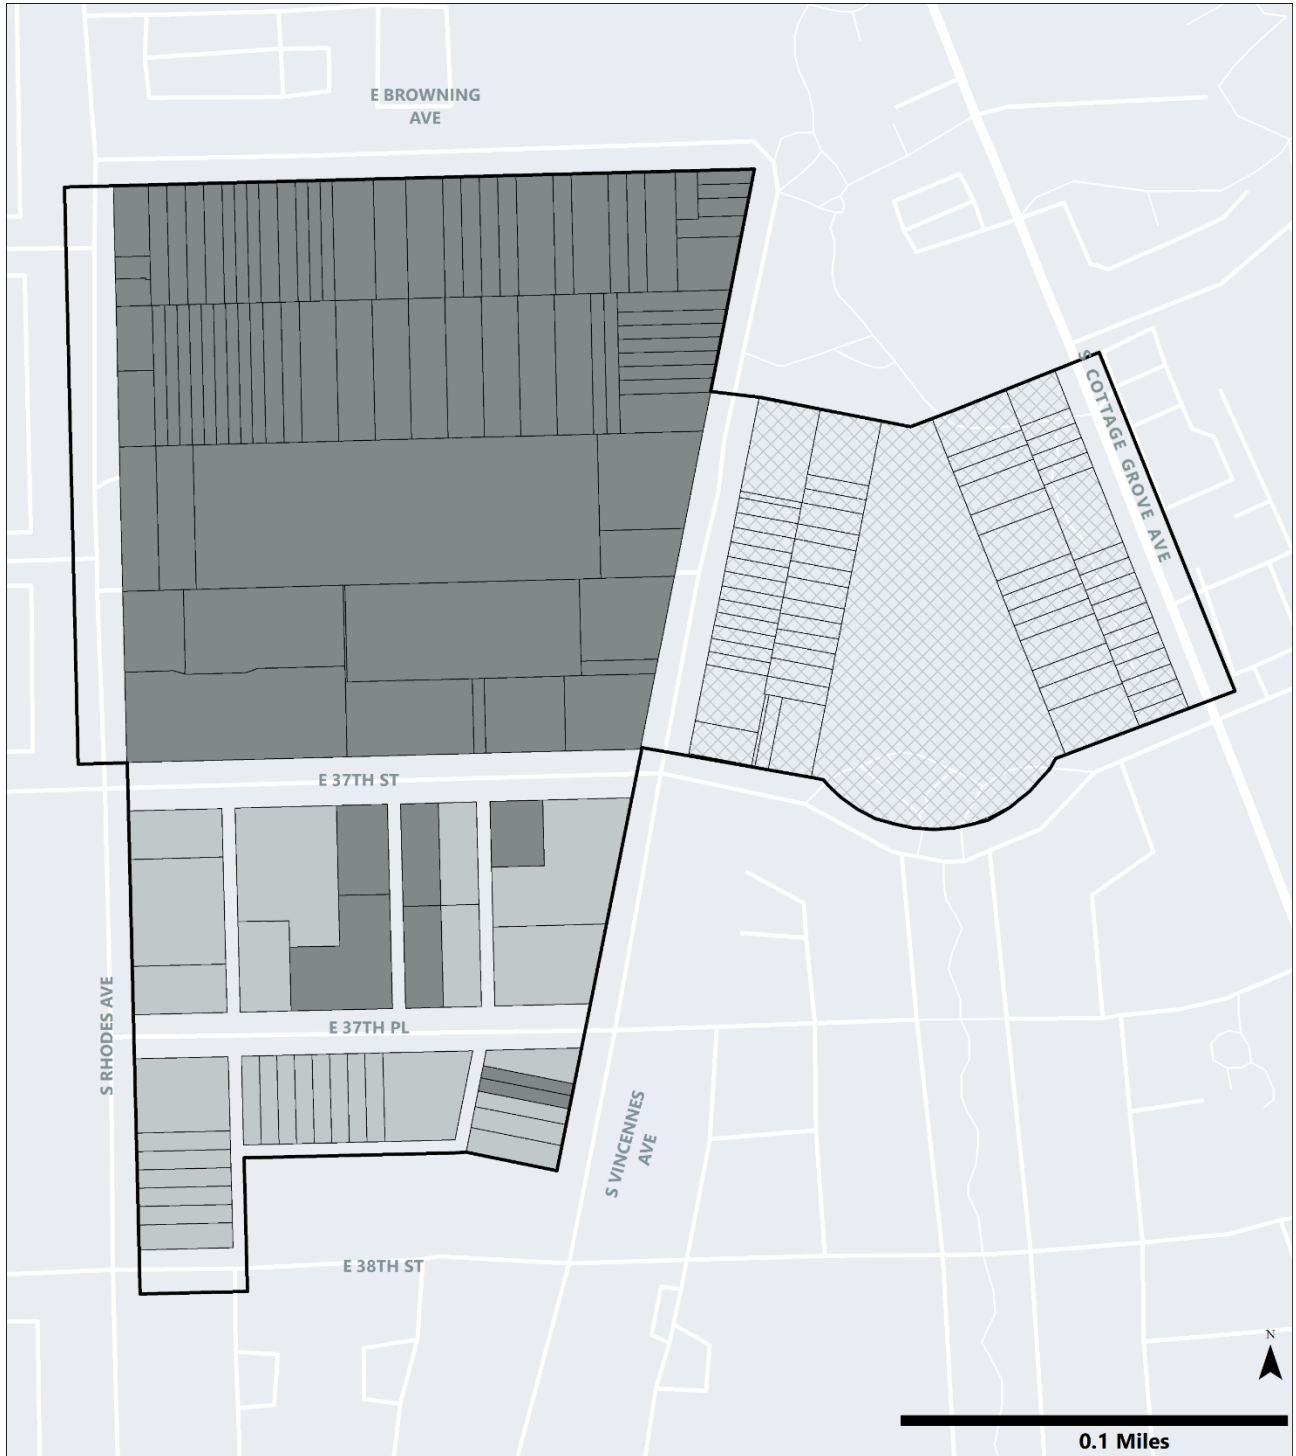 E BROWNING
AVE
S COTTAGE GROVE AVE
E 37TH ST
S RHODES AVE
E 37TH PL
S VINCENNES
AVE
E 38TH ST
N
0.1 Miles